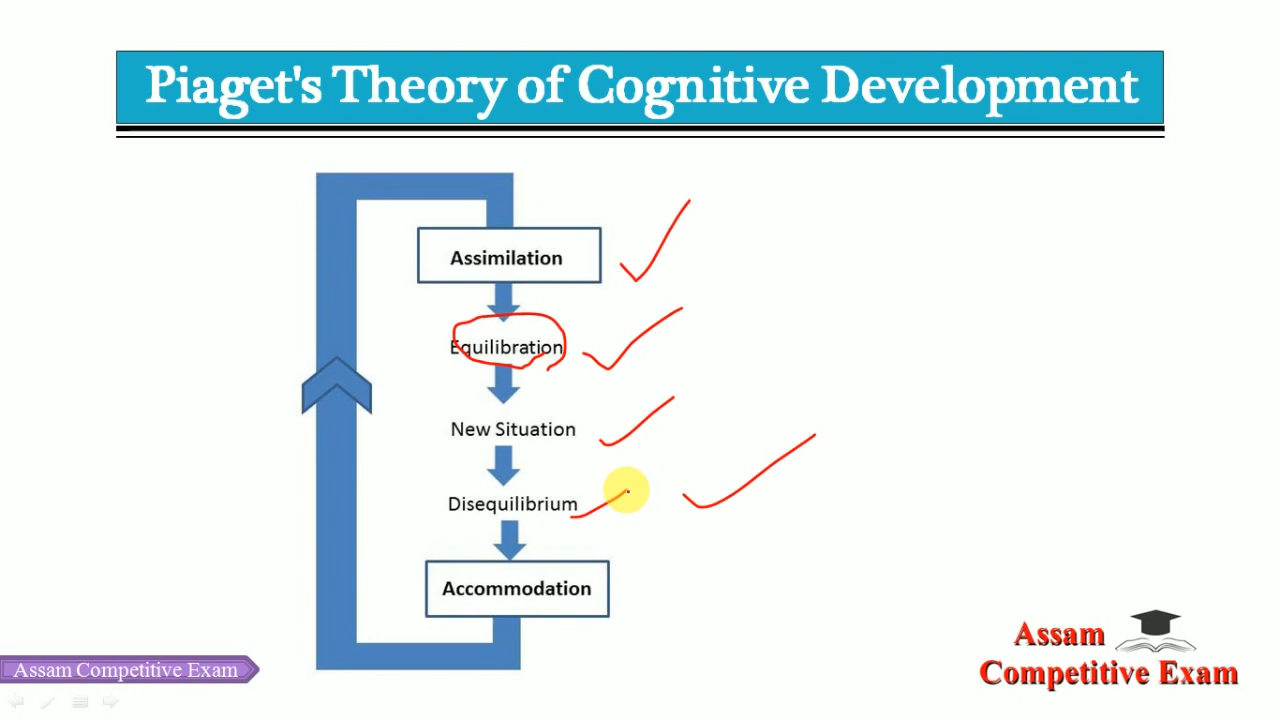 Piaget's Theory of Cognitive Development
Assimilation
Equilibration
New Situation
Disequilibrium
Accommodation
Assam Competitive Exam
Assam
Competitive Exam